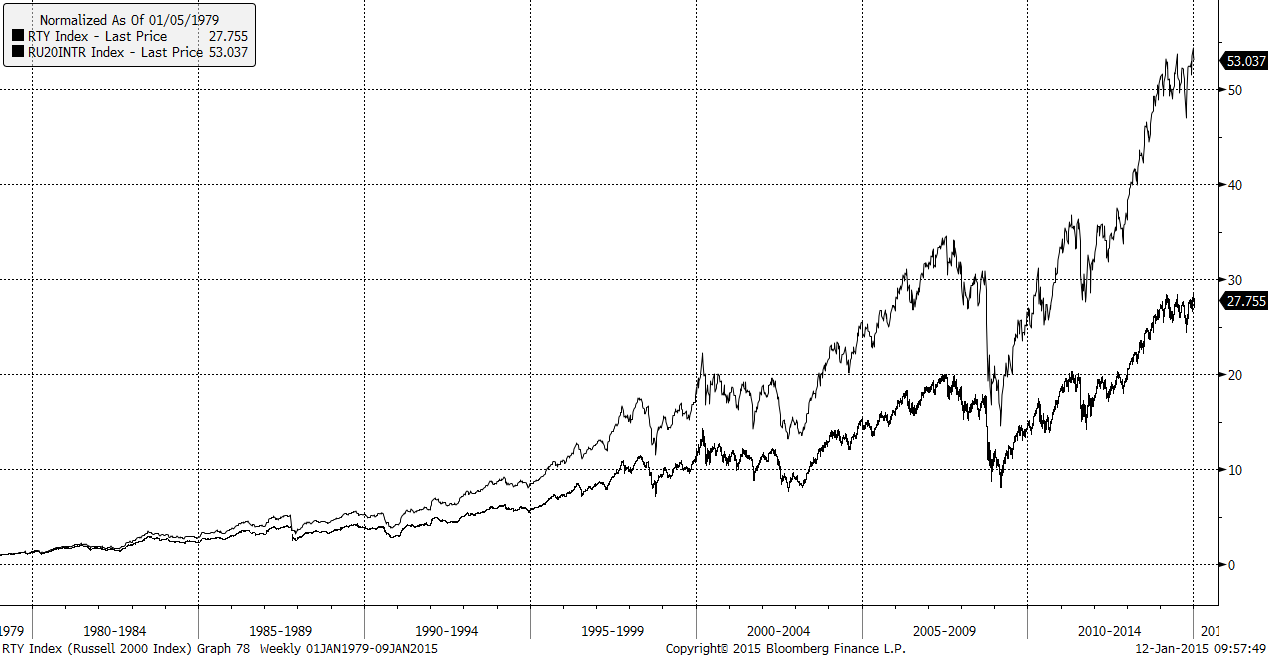 Normalized As Of 01/05/1979
RTY Index - Last Price 27.755
RU20INTR Index - Last Price 53.037
53.037
50
40
30
27.755
20
10
0
1979 1980-1984 1985-1989 1990-1994 1995-1999 2000-2004 2005-2009 2010-2014 201
RTY Index (Russell 2000 Index) Graph 78 Weekly 01JAN1979-09JAN2015 Copyright© 2015 Bloomberg Finance L.P. 12-Jan-2015 09:57:49